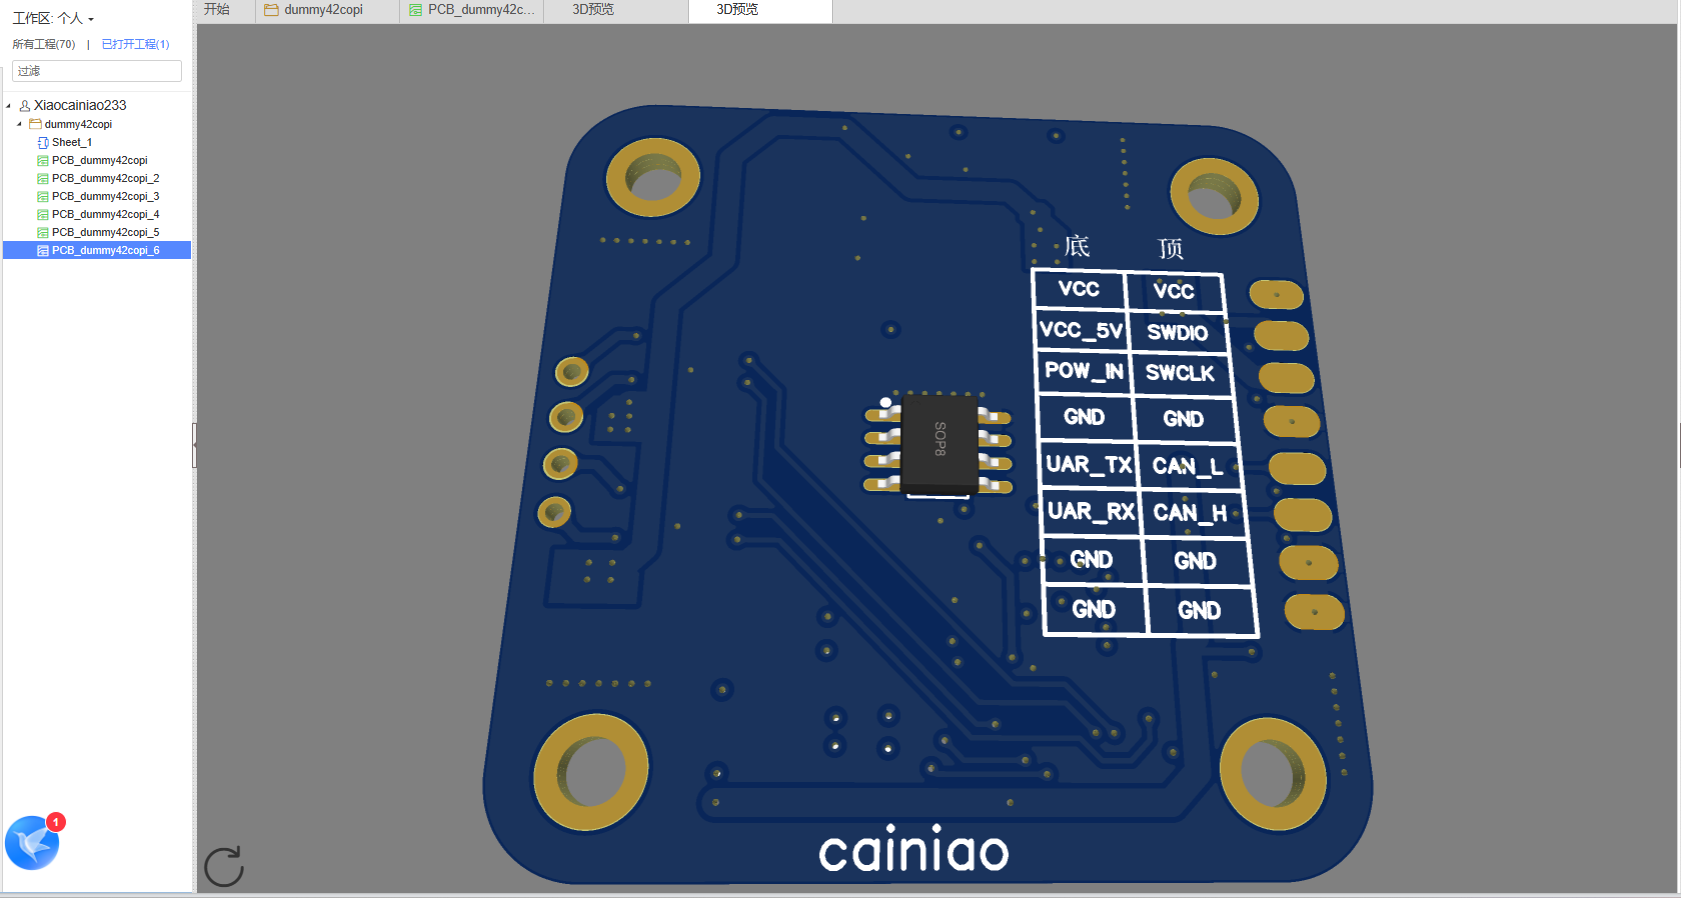 工作区: 个人
开始
dummy42copi
PCB_dummy42c...
3D预览
3D预览
所有工程(70) | 已打开工程(1)
过滤
Xiaocainiao233
dummy42copi
Sheet_1
PCB_dummy42copi
PCB_dummy42copi_2
PCB_dummy42copi_3
PCB_dummy42copi_4
PCB_dummy42copi_5
PCB_dummy42copi_6
底 顶
VCC VCC
VCC_5V SWDIO
POW_IN SWCLK
GND GND
UAR_TX CAN_L
UAR_RX CAN_H
GND GND
GND GND
SOP8
cainiao
1